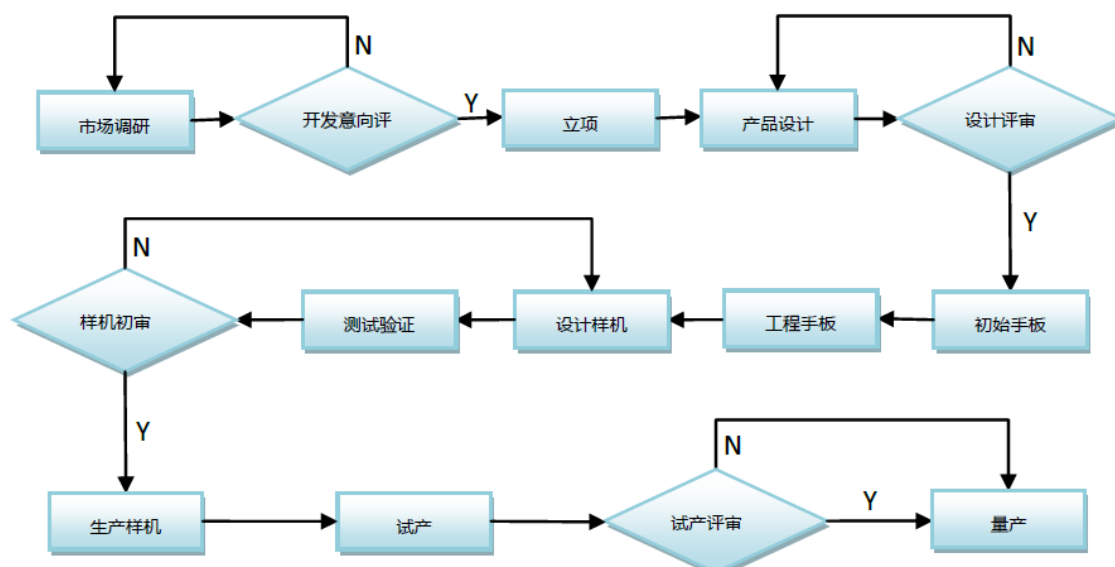 N
N
市场调研
开发意向评
Y
立项
产品设计
设计评审
Y
N
样机初审
测试验证
设计样机
工程手板
初始手板
Y
N
生产样机
试产
试产评审
Y
量产